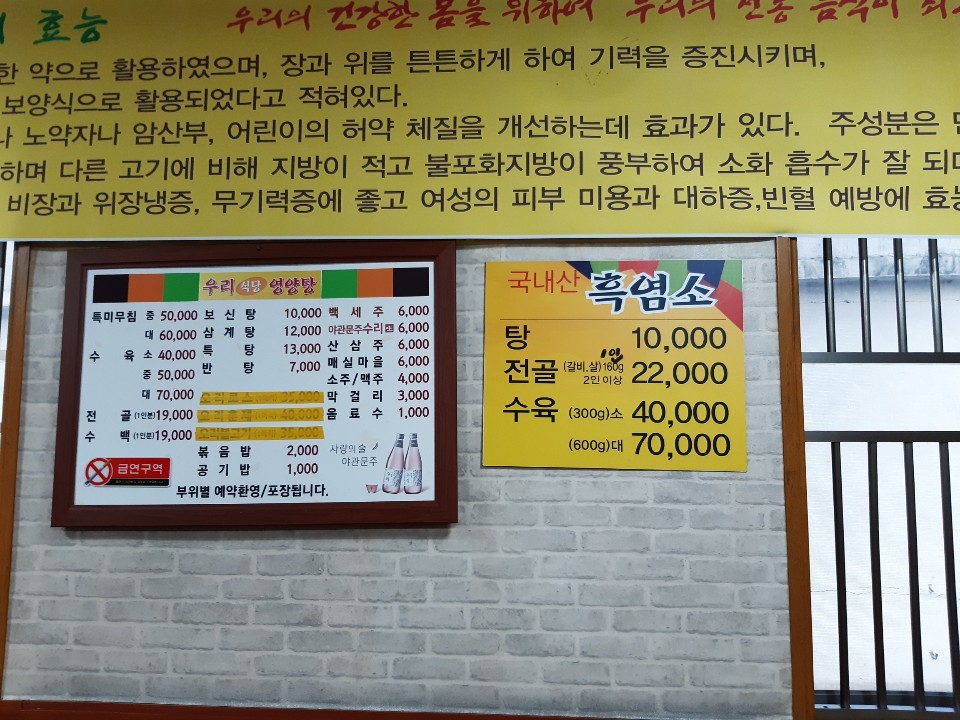 효능 우리의 건강한 몸을 위하여 우리의 전통 음식이
한 약으로 활용하였으며, 장과 위를 튼튼하게 하여 기력을 증진시키며,
보양식으로 활용되었다고 적혀있다.
나 노약자나 암산부, 어린이의 허약 체질을 개선하는데 효과가 있다. 주성분은
하며 다른 고기에 비해 지방이 적고 불포화지방이 풍부하여 소화 흡수가 잘 되며
비장과 위장냉증, 무기력증에 좋고 여성의 피부 미용과 대하증,빈혈 예방에 효능
우리 식당 영양탕
특미무침 중 50,000
대 60,000
수육 소 40,000
중 50,000
대 70,000
전골 (1인분) 19,000
수백 (1인분) 19,000
금연구역
보신탕 10,000
삼계탕 12,000
특탕 13,000
반탕 7,000
볶음밥 2,000
공기밥 1,000
백세주 6,000
야관문주수리 6,000
산삼주 6,000
매실마을 6,000
소주/맥주 4,000
막걸리 3,000
음료수 1,000
사랑의술
야관문주
부위별 예약환영/포장됩니다.
국내산 흑염소
탕 10,000
1인
전골 (갈비,살) 160g 2인 이상 22,000
수육 (300g)소 40,000
(600g)대 70,000